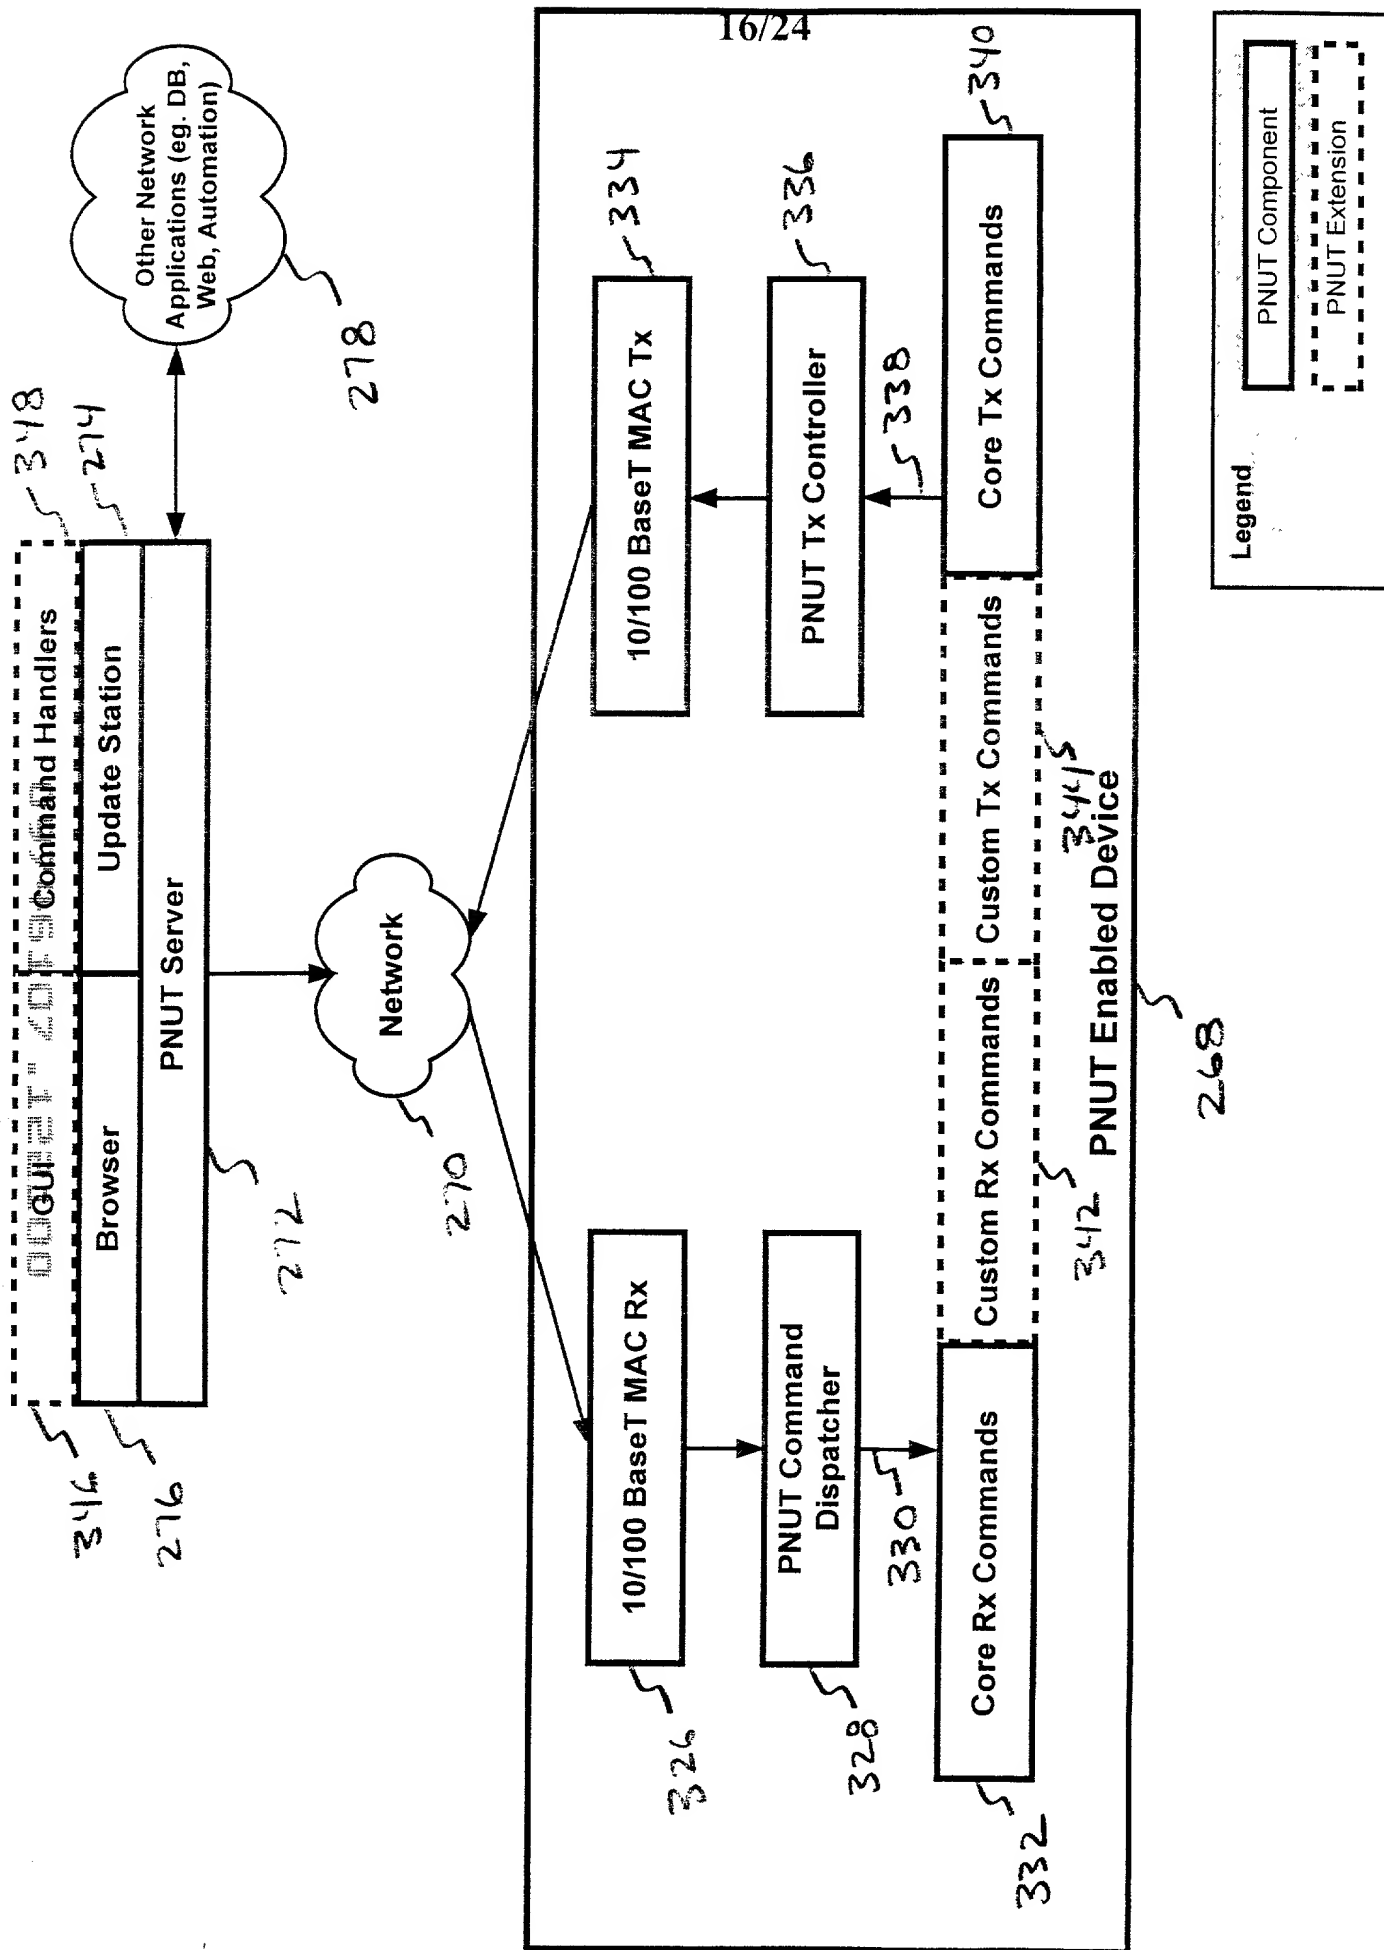 16/24
GUI
Command Handlers
348
346
Browser
Update Station
274
276
PNUT Server
272
Other Network
Applications (eg. DB,
Web, Automation)
278
Network
270
10/100 BaseT MAC Rx
326
10/100 BaseT MAC Tx
334
PNUT Command
Dispatcher
328
PNUT Tx Controller
336
330
338
Core Rx Commands
332
Custom Rx Commands
342
Custom Tx Commands
344
Core Tx Commands
340
PNUT Enabled Device
268
Legend
PNUT Component
PNUT Extension